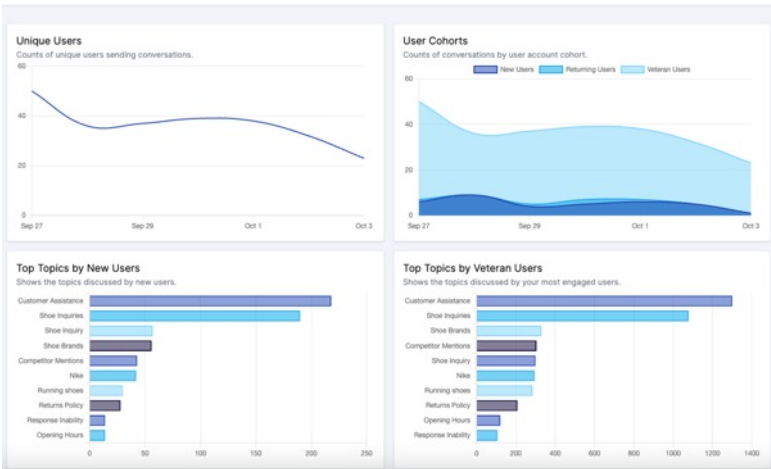 Unique Users
Counts of unique users sending conversations.
60
40
20
0
Sep 27 Sep 29 Oct 1 Oct 3
User Cohorts
Counts of conversations by user account cohort.
New Users Returning Users Veteran Users
60
40
20
0
Sep 27 Sep 29 Oct 1 Oct 3
Top Topics by New Users
Shows the topics discussed by new users.
Customer Assistance
Shoe Inquiries
Shoe Inquiry
Shoe Brands
Competitor Mentions
Nike
Running shoes
Returns Policy
Response Inability
Opening Hours
0 50 100 150 200 250
Top Topics by Veteran Users
Shows the topics discussed by your most engaged users.
Customer Assistance
Shoe Inquiries
Shoe Brands
Competitor Mentions
Shoe Inquiry
Nike
Running shoes
Returns Policy
Opening Hours
Response Inability
0 200 400 600 800 1000 1200 1400